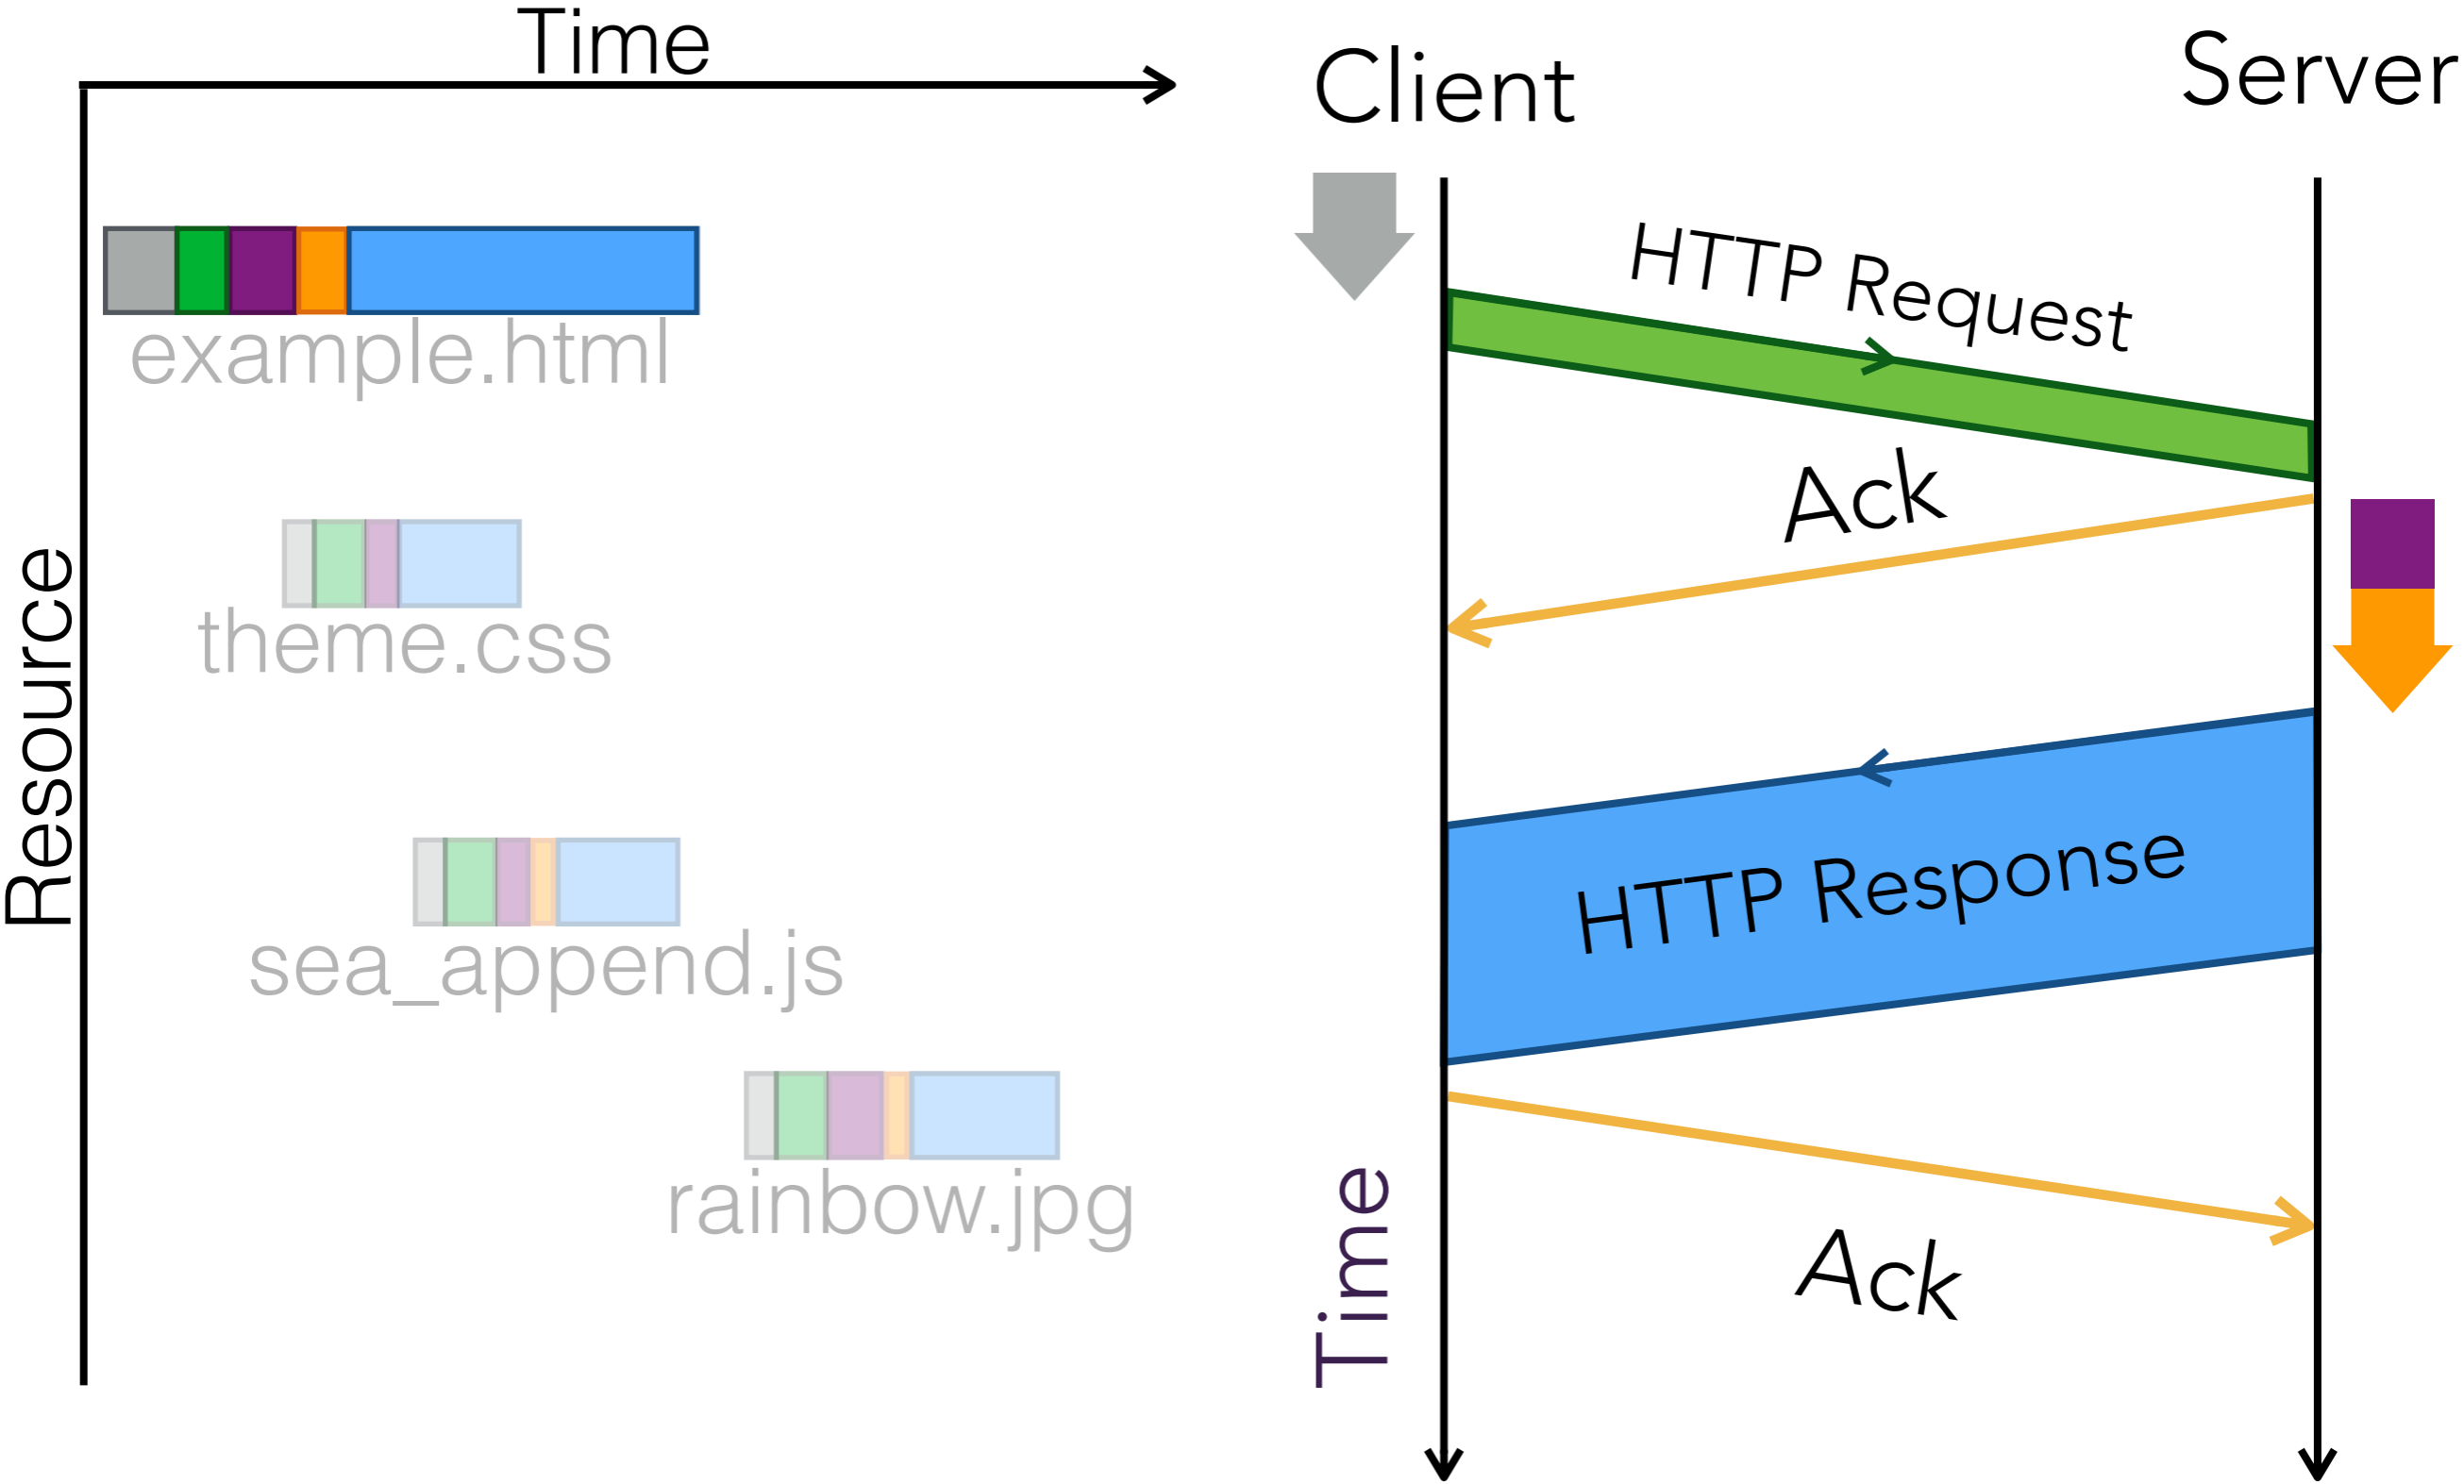 Time
Resource
example.html
theme.css
sea_append.js
rainbow.jpg
Client
Server
HTTP Request
Ack
HTTP Response
Ack
Time